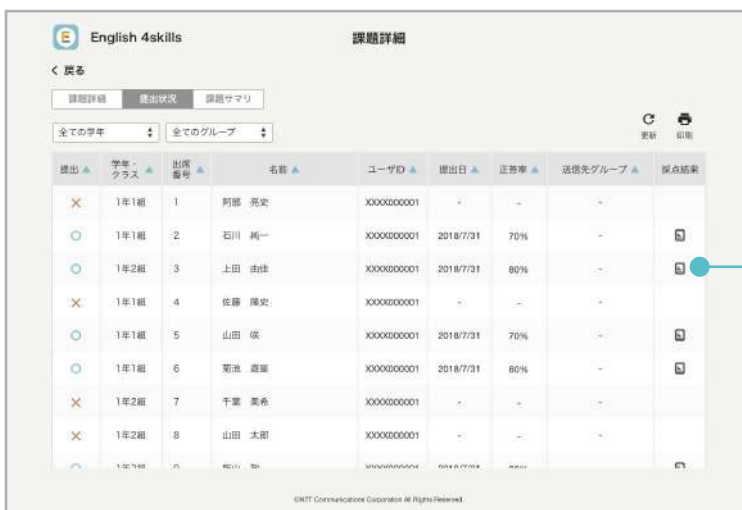 English 4skills
課題詳細
戻る
課題詳細 提出状況 課題サマリ
全ての学年 全てのグループ
更新 印刷
提出 学年・クラス 出席番号 名前 ユーザID 提出日 正答率 送信先グループ 採点結果
1年1組 1 阿部 亮史 XXXX000001 - - -
1年1組 2 石川 純一 XXXX000001 2018/7/31 70% -
1年2組 3 上田 由佳 XXXX000001 2018/7/31 80% -
1年1組 4 佐藤 陽史 XXXX000001 - - -
1年1組 5 山田 咲 XXXX000001 2018/7/31 70% -
1年1組 6 菊池 XXXX000001 2018/7/31 60% -
1年2組 7 千葉 美希 XXXX000001 - - -
1年2組 8 山田 太郎 XXXX000001 - - -
©NTT Communications Corporation All Rights Reserved.